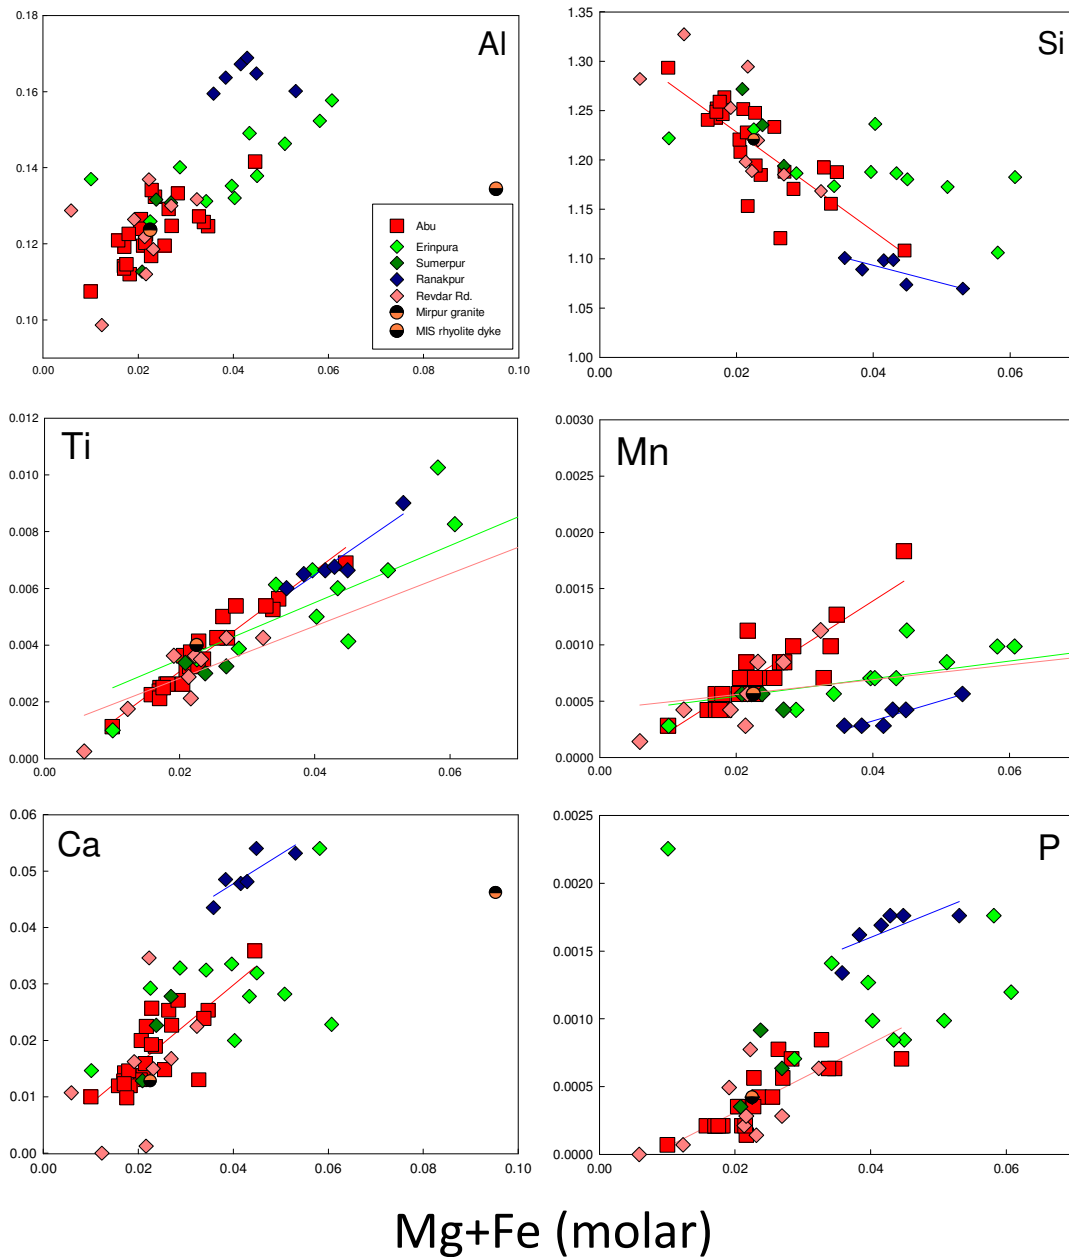 Al
0.18
0.16
0.14
0.12
0.10
0.00 0.02 0.04 0.06 0.08 0.10
Abu
Erinpura
Sumerpur
Ranakpur
Revdar Rd.
Mirpur granite
MIS rhyolite dyke
Si
1.35
1.30
1.25
1.20
1.15
1.10
1.05
1.00
0.00 0.02 0.04 0.06
Ti
0.012
0.010
0.008
0.006
0.004
0.002
0.000
0.00 0.02 0.04 0.06
Mn
0.0030
0.0025
0.0020
0.0015
0.0010
0.0005
0.0000
0.00 0.02 0.04 0.06
Ca
0.06
0.05
0.04
0.03
0.02
0.01
0.00
0.00 0.02 0.04 0.06 0.08 0.10
P
0.0025
0.0020
0.0015
0.0010
0.0005
0.0000
0.00 0.02 0.04 0.06
Mg+Fe (molar)